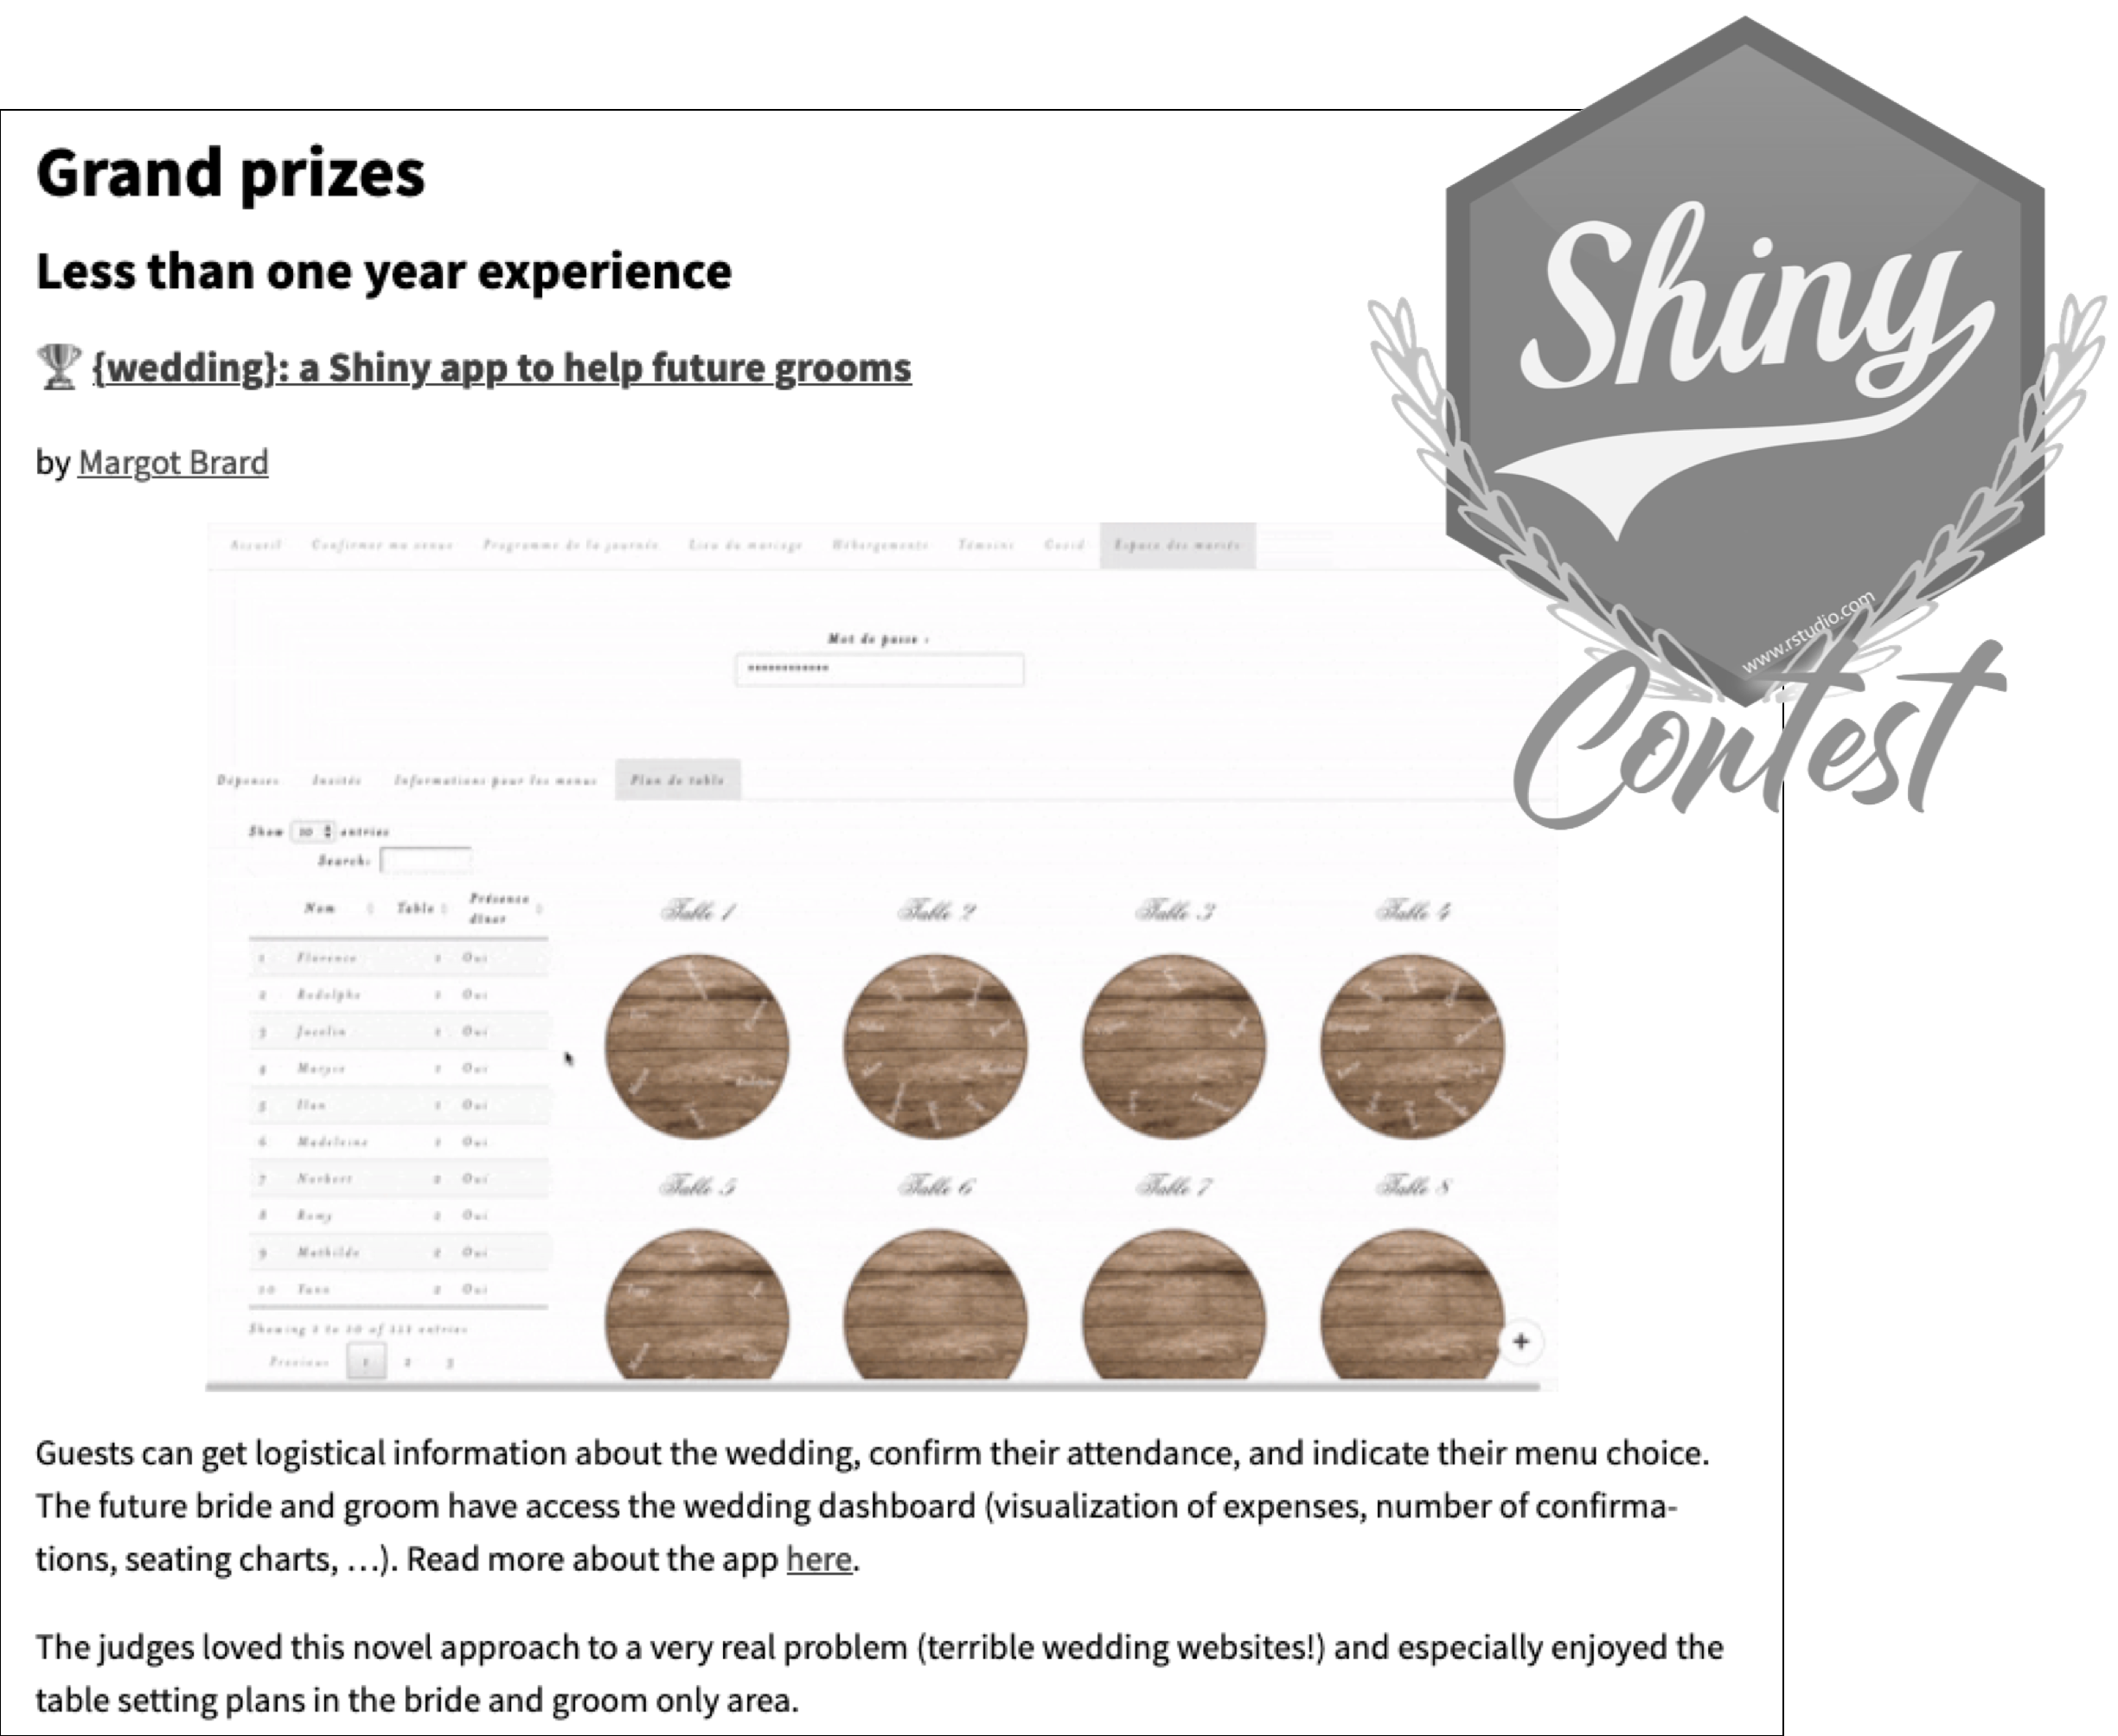 Grand prizes
Less than one year experience
🏆 {wedding}: a Shiny app to help future grooms
by Margot Brard
Shiny
www.rstudio.com
Contest
Accueil Confirmer ma venue Programme de la journée Lieu du mariage Hébergements Témoins Covid Espace des mariés
Mot de passe :
Dépenses Invités Informations pour les menus Plan de table
Show 10 entries
Search:
Nom Table Présence dîner
1 Florence 1 Oui
2 Rodolphe 1 Oui
3 Jocelin 1 Oui
4 1 Oui
5 Ilan 1 Oui
6 Madeleine 1 Oui
7 Norbert 2 Oui
8 Romy 2 Oui
9 Mathilde 2 Oui
10 Yann 2 Oui
Showing 1 to 10 of 111 entries
Previous 1 2 3
Table 1 Table 2 Table 3 Table 4
Table 5 Table 6 Table 7 Table 8
+
Guests can get logistical information about the wedding, confirm their attendance, and indicate their menu choice.
The future bride and groom have access the wedding dashboard (visualization of expenses, number of confirma-
tions, seating charts, …). Read more about the app here.
The judges loved this novel approach to a very real problem (terrible wedding websites!) and especially enjoyed the
table setting plans in the bride and groom only area.